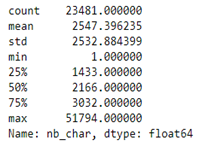 count 23481.000000
mean 2547.396235
std 2532.884399
min 1.000000
25% 1433.000000
50% 2166.000000
75% 3032.000000
max 51794.000000
Name: nb_char, dtype: float64